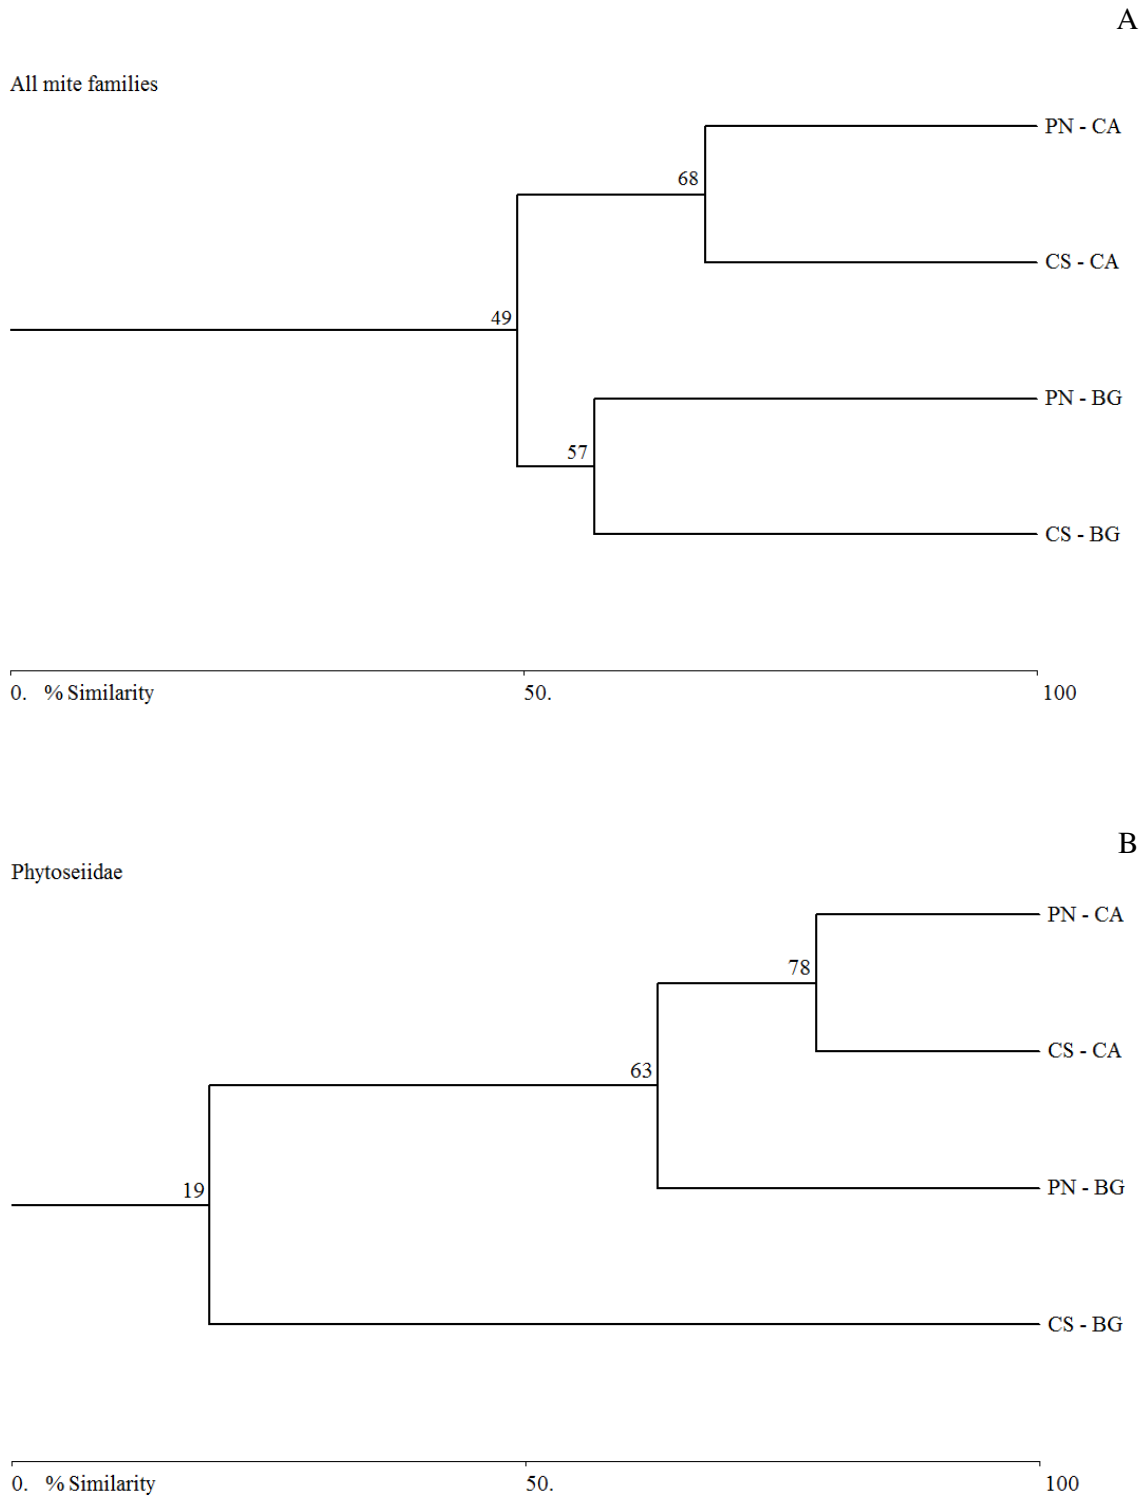 A
All mite families
PN - CA
68
CS - CA
49
PN - BG
57
CS - BG
0. % Similarity 50. 100
B
Phytoseiidae
PN - CA
78
CS - CA
63
PN - BG
19
CS - BG
0. % Similarity 50. 100